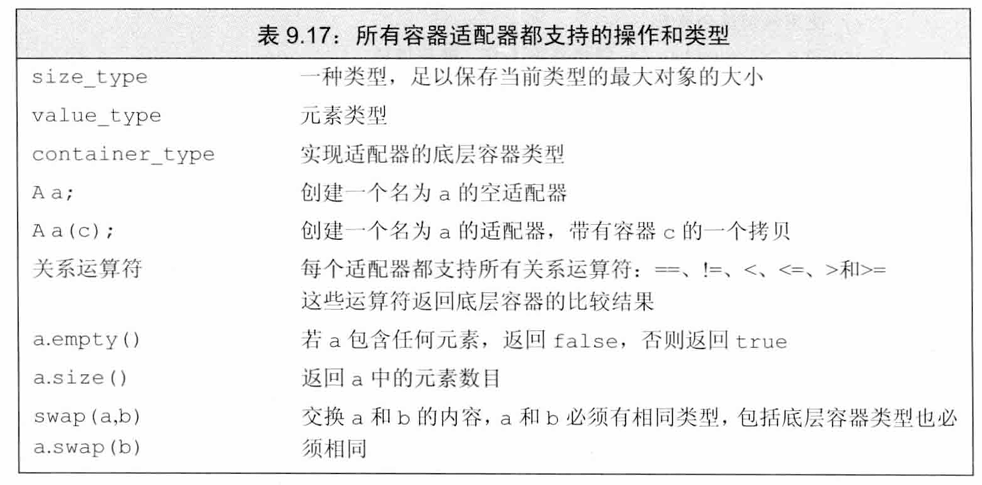 表 9.17：所有容器适配器都支持的操作和类型
size_type 一种类型，足以保存当前类型的最大对象的大小
value_type 元素类型
container_type 实现适配器的底层容器类型
A a; 创建一个名为 a 的空适配器
A a(c); 创建一个名为 a 的适配器，带有容器 c 的一个拷贝
关系运算符 每个适配器都支持所有关系运算符：==、!=、<、<=、>和>=
这些运算符返回底层容器的比较结果
a.empty() 若 a 包含任何元素，返回 false，否则返回 true
a.size() 返回 a 中的元素数目
swap(a,b) 交换 a 和 b 的内容，a 和 b 必须有相同类型，包括底层容器类型也必
a.swap(b) 须相同